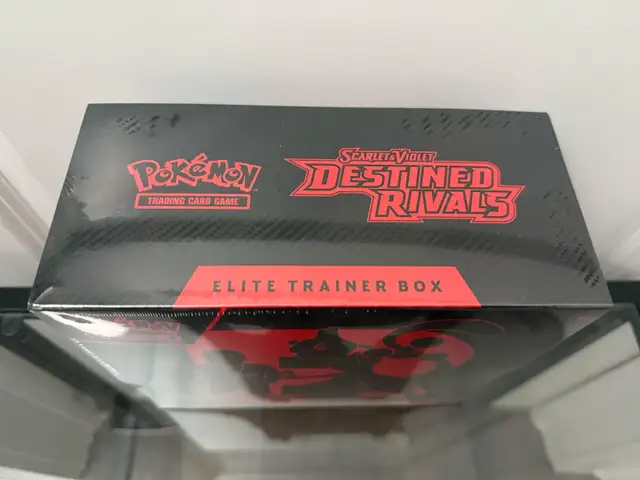 POKéMON
TRADING CARD GAME
SCARLET & VIOLET
DESTINED
RIVALS
ELITE TRAINER BOX